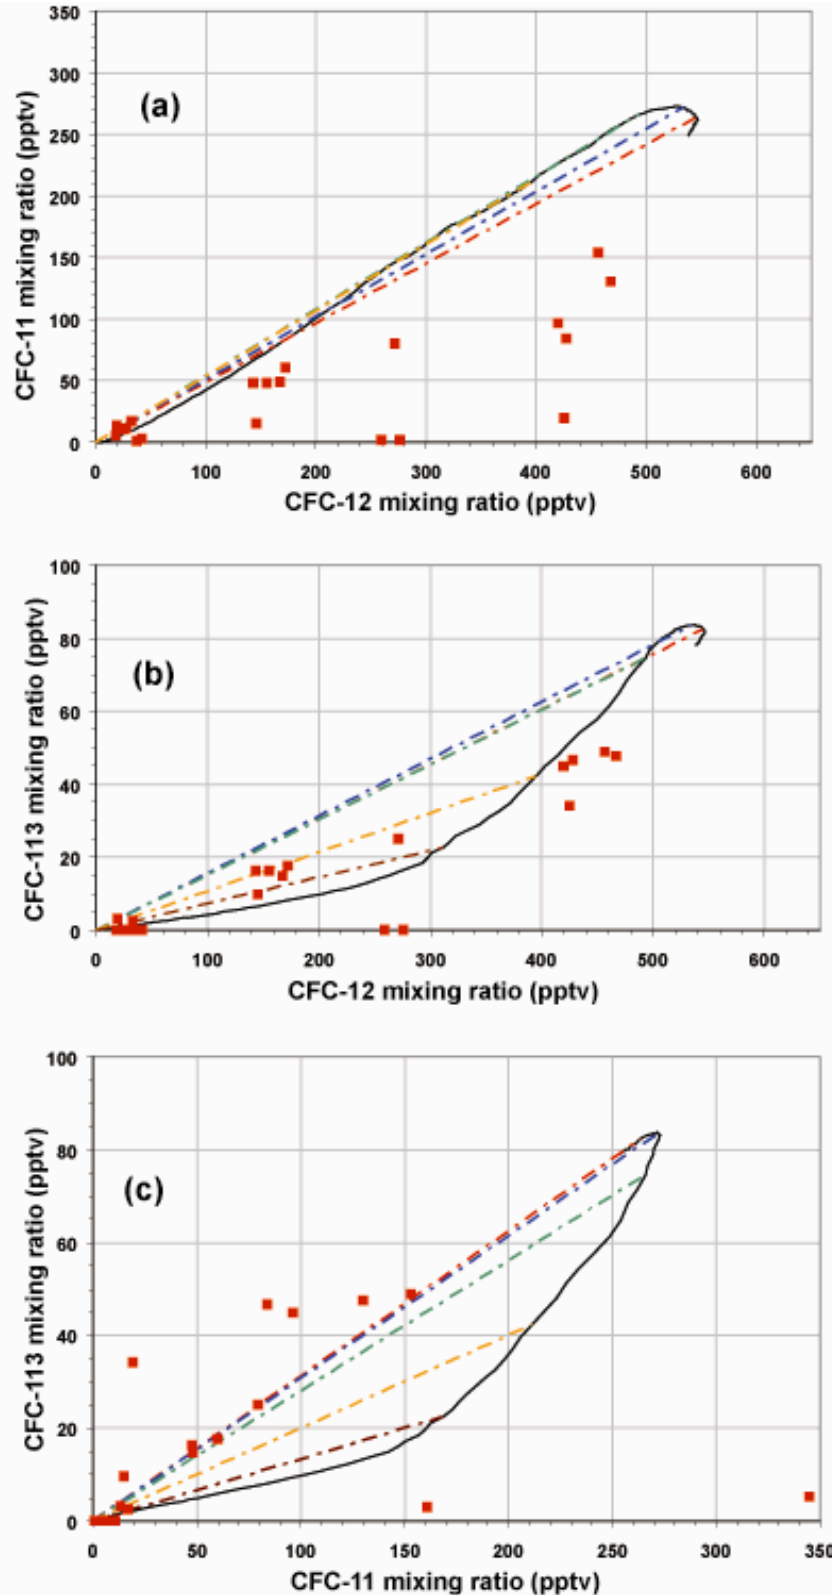 350
300
(a)
250
200
150
100
50
0
CFC-11 mixing ratio (pptv)
0 100 200 300 400 500 600
CFC-12 mixing ratio (pptv)
100
80
(b)
60
40
20
0
CFC-113 mixing ratio (pptv)
0 100 200 300 400 500 600
CFC-12 mixing ratio (pptv)
100
80
(c)
60
40
20
0
CFC-113 mixing ratio (pptv)
0 50 100 150 200 250 300 350
CFC-11 mixing ratio (pptv)